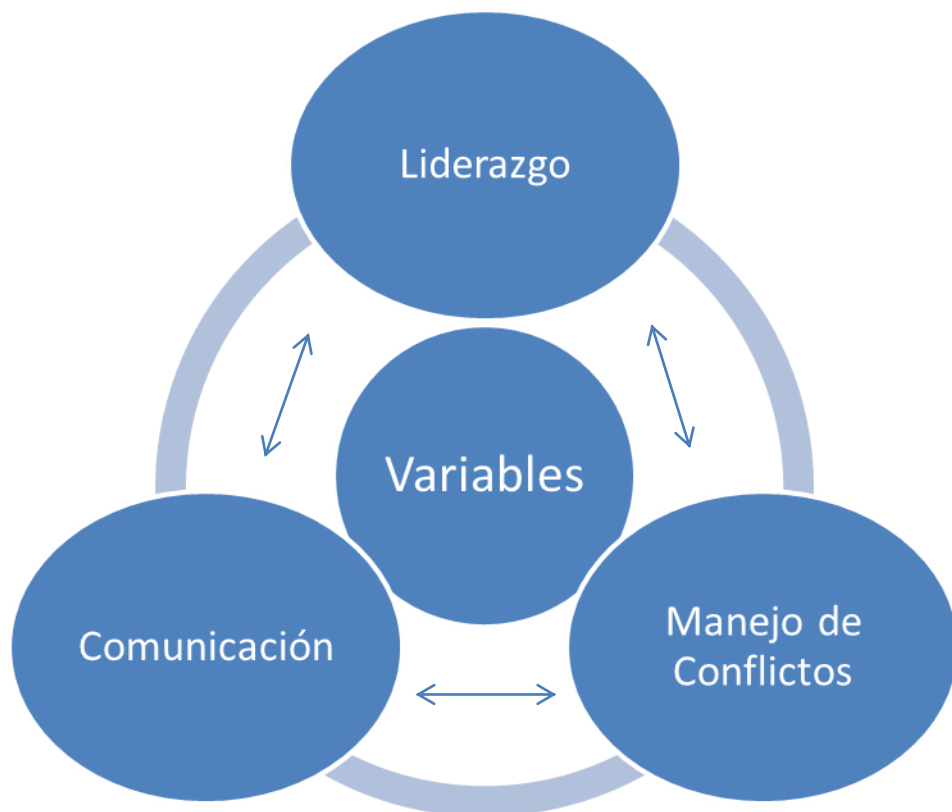 Liderazgo
Variables
Comunicación
Manejo de
Conflictos